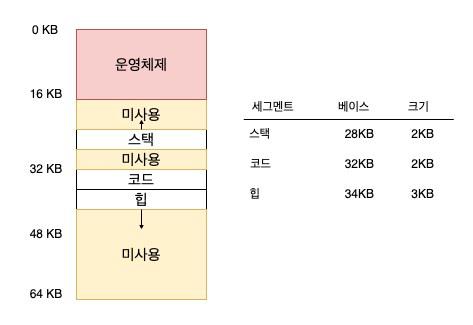 0 KB
운영체제
16 KB
미사용
스택
미사용
32 KB
코드
힙
48 KB
미사용
64 KB
세그먼트 베이스 크기
스택 28KB 2KB
코드 32KB 2KB
힙 34KB 3KB